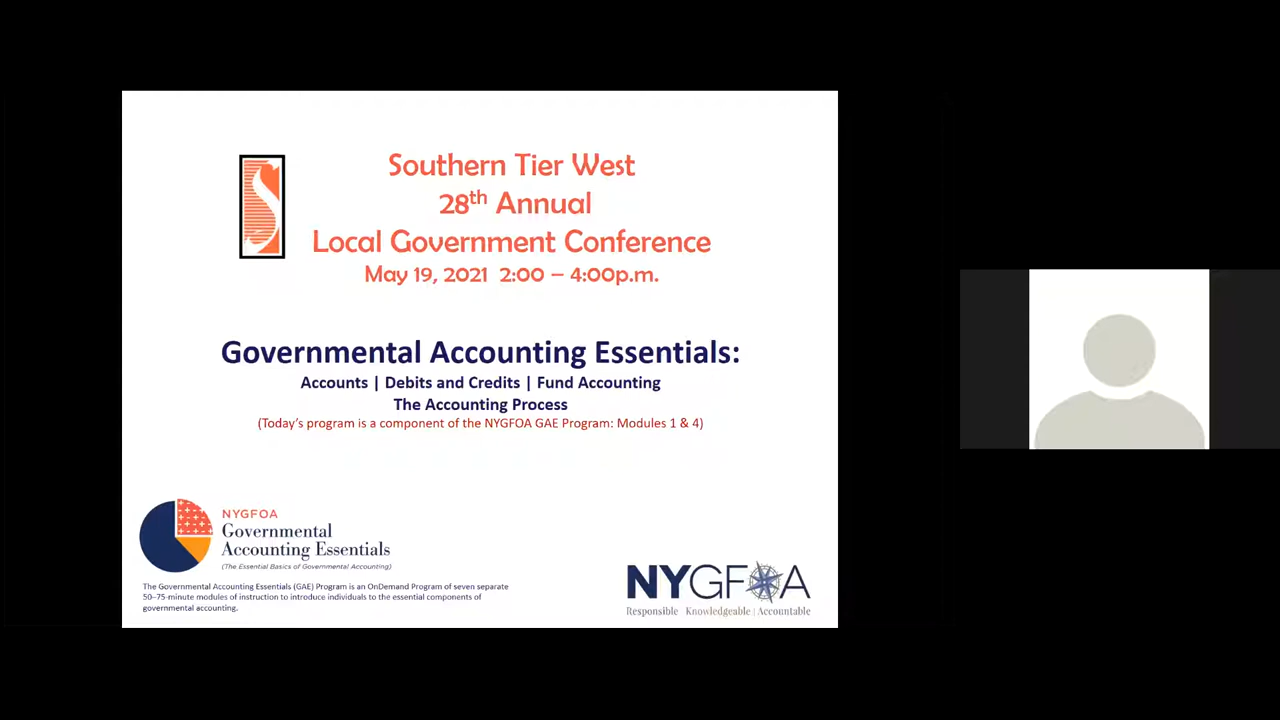 Southern Tier West
28th Annual
Local Government Conference
May 19, 2021 2:00 – 4:00p.m.
Governmental Accounting Essentials:
Accounts | Debits and Credits | Fund Accounting
The Accounting Process
(Today's program is a component of the NYGFOA GAE Program: Modules 1 & 4)
NYGFOA
Governmental
Accounting Essentials
(The Essential Basics of Governmental Accounting)
The Governmental Accounting Essentials (GAE) Program is an OnDemand Program of seven separate
50–75-minute modules of instruction to introduce individuals to the essential components of
governmental accounting.
NYGFOA
Responsible Knowledgeable | Accountable